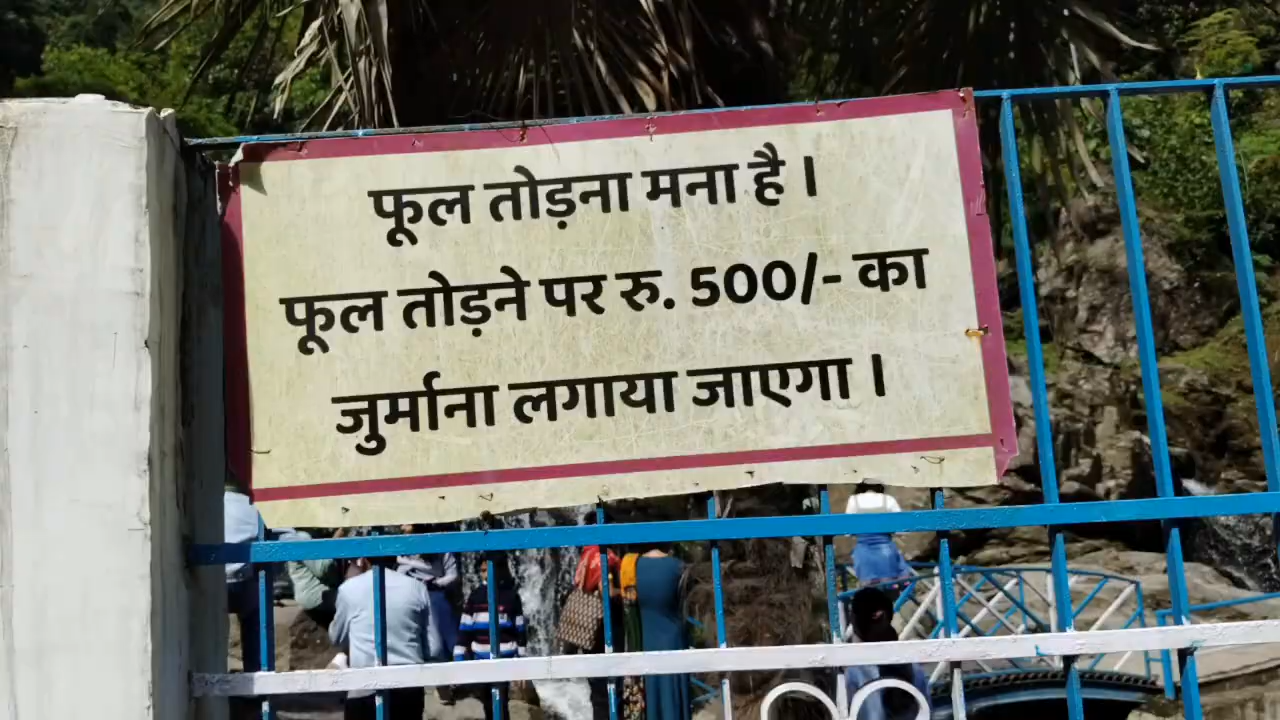 फूल तोड़ना मना है ।
फूल तोड़ने पर रु. 500/- का
जुर्माना लगाया जाएगा ।